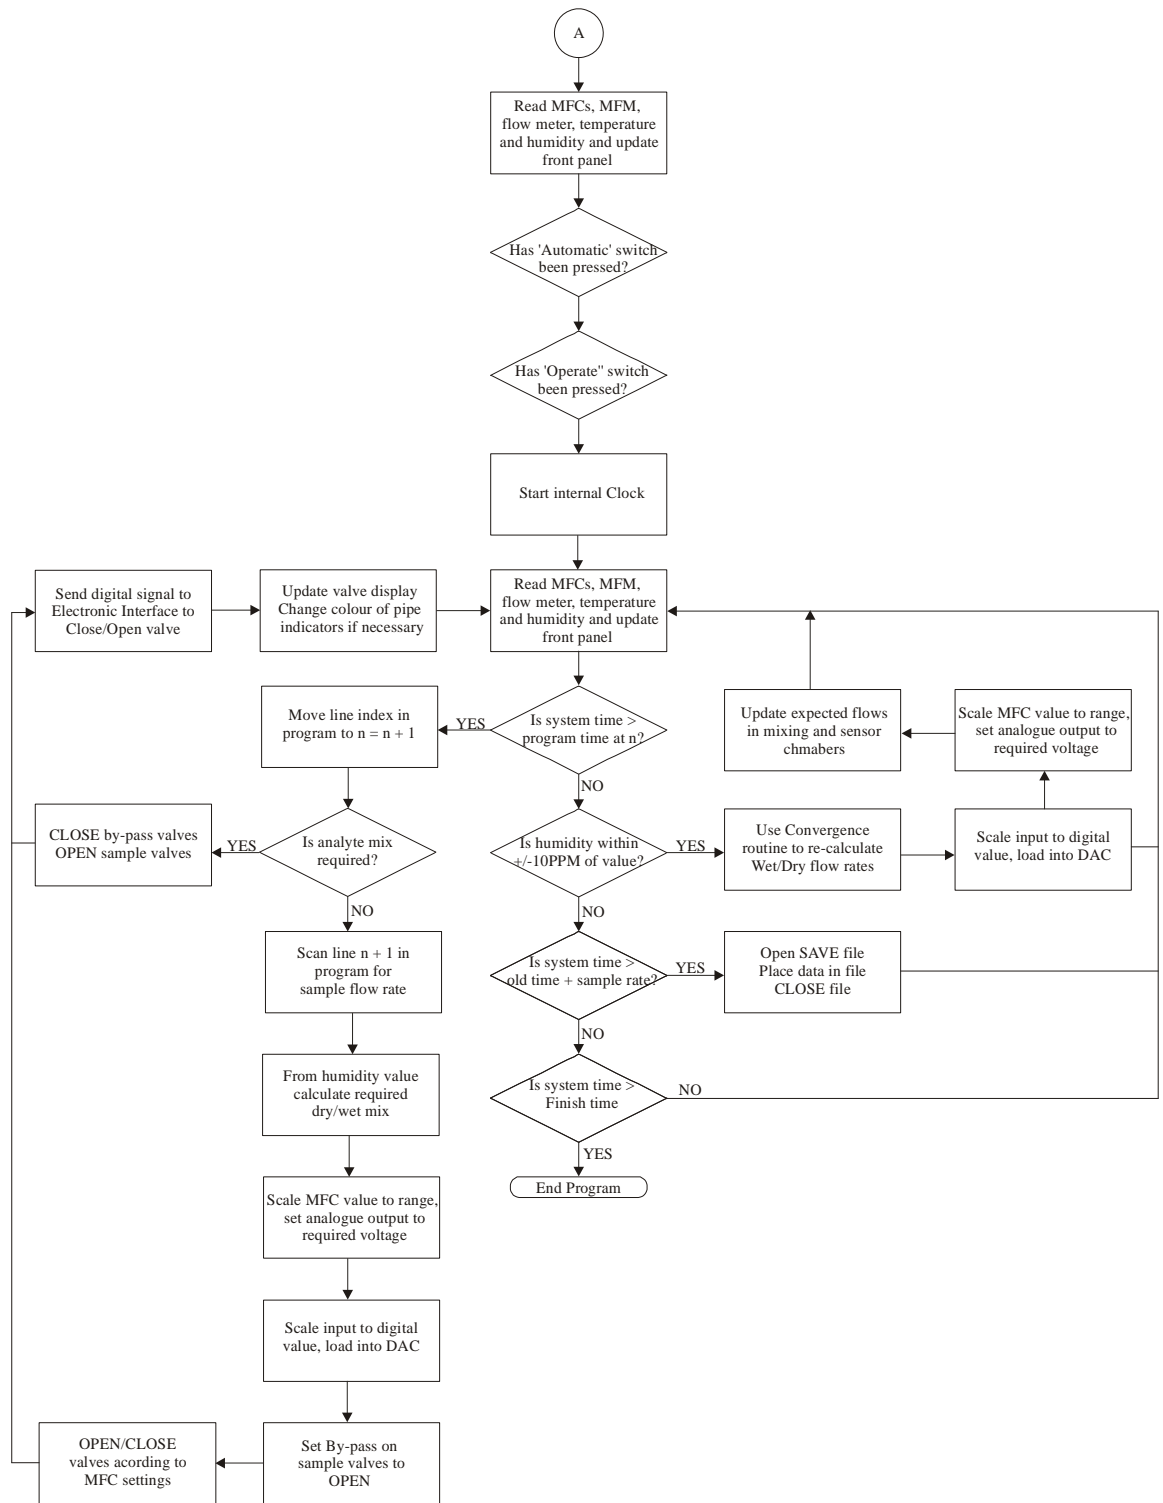 A
Read MFCs, MFM,
flow meter, temperature
and humidity and update
front panel
Has 'Automatic' switch
been pressed?
Has 'Operate" switch
been pressed?
Start internal Clock
Send digital signal to
Electronic Interface to
Close/Open valve
Update valve display
Change colour of pipe
indicators if necessary
Read MFCs, MFM,
flow meter, temperature
and humidity and update
front panel
Move line index in
program to n = n + 1
YES
Is system time >
program time at n?
NO
Update expected flows
in mixing and sensor
chmabers
Scale MFC value to range,
set analogue output to
required voltage
CLOSE by-pass valves
OPEN sample valves
YES
Is analyte mix
required?
NO
Is humidity within
+/-10PPM of value?
YES
NO
Use Convergence
routine to re-calculate
Wet/Dry flow rates
Scale input to digital
value, load into DAC
Scan line n + 1 in
program for
sample flow rate
Is system time >
old time + sample rate?
YES
NO
Open SAVE file
Place data in file
CLOSE file
From humidity value
calculate required
dry/wet mix
Is system time >
Finish time
NO
YES
End Program
Scale MFC value to range,
set analogue output to
required voltage
Scale input to digital
value, load into DAC
OPEN/CLOSE
valves acording to
MFC settings
Set By-pass on
sample valves to
OPEN